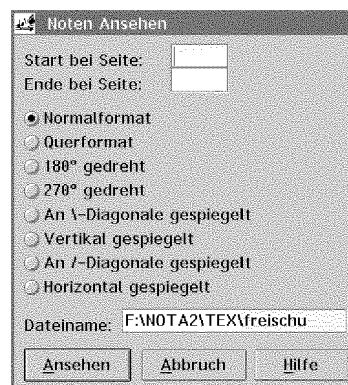 Noten Ansehen
Start bei Seite:
Ende bei Seite:
Normalformat
Querformat
180° gedreht
270° gedreht
An \-Diagonale gespiegelt
Vertikal gespiegelt
An /-Diagonale gespiegelt
Horizontal gespiegelt
Dateiname: F:\NOTA2\TEX\freischu
Ansehen Abbruch Hilfe